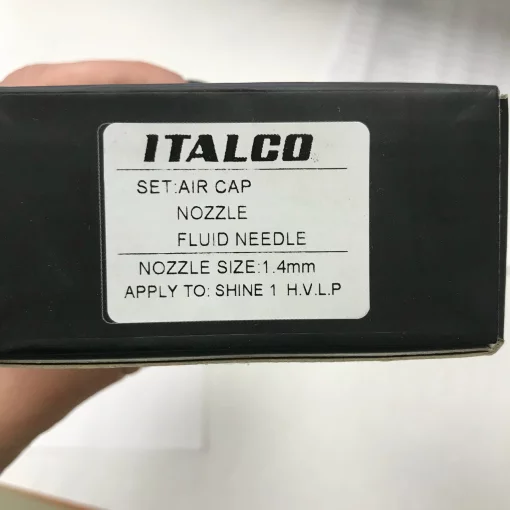 ITALCO
SET:AIR CAP
NOZZLE
FLUID NEEDLE
NOZZLE SIZE:1.4mm
APPLY TO: SHINE 1 H.V.L.P